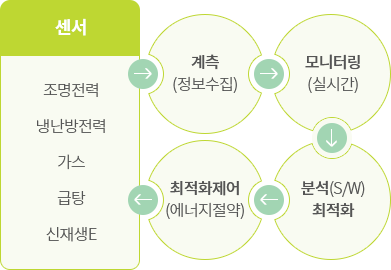 센서
조명전력
냉난방전력
가스
급탕
신재생E
계측
(정보수집)
모니터링
(실시간)
분석(S/W)
최적화
최적화제어
(에너지절약)